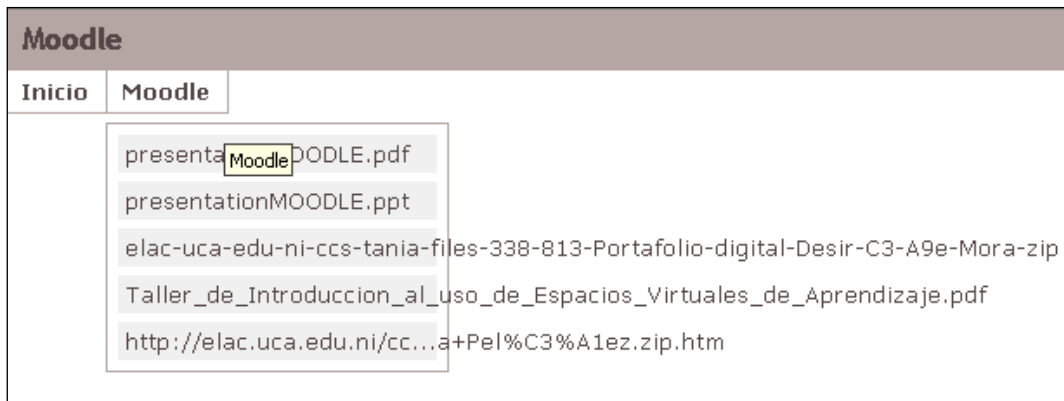 Moodle
Inicio Moodle
presenta Moodle OODLE.pdf
presentationMOODLE.ppt
elac-uca-edu-ni-ccs-tania-files-338-813-Portafolio-digital-Desir-C3-A9e-Mora-zip
Taller_de_Introduccion_al_uso_de_Espacios_Virtuales_de_Aprendizaje.pdf
http://elac.uca.edu.ni/cc...a+Pel%C3%A1ez.zip.htm